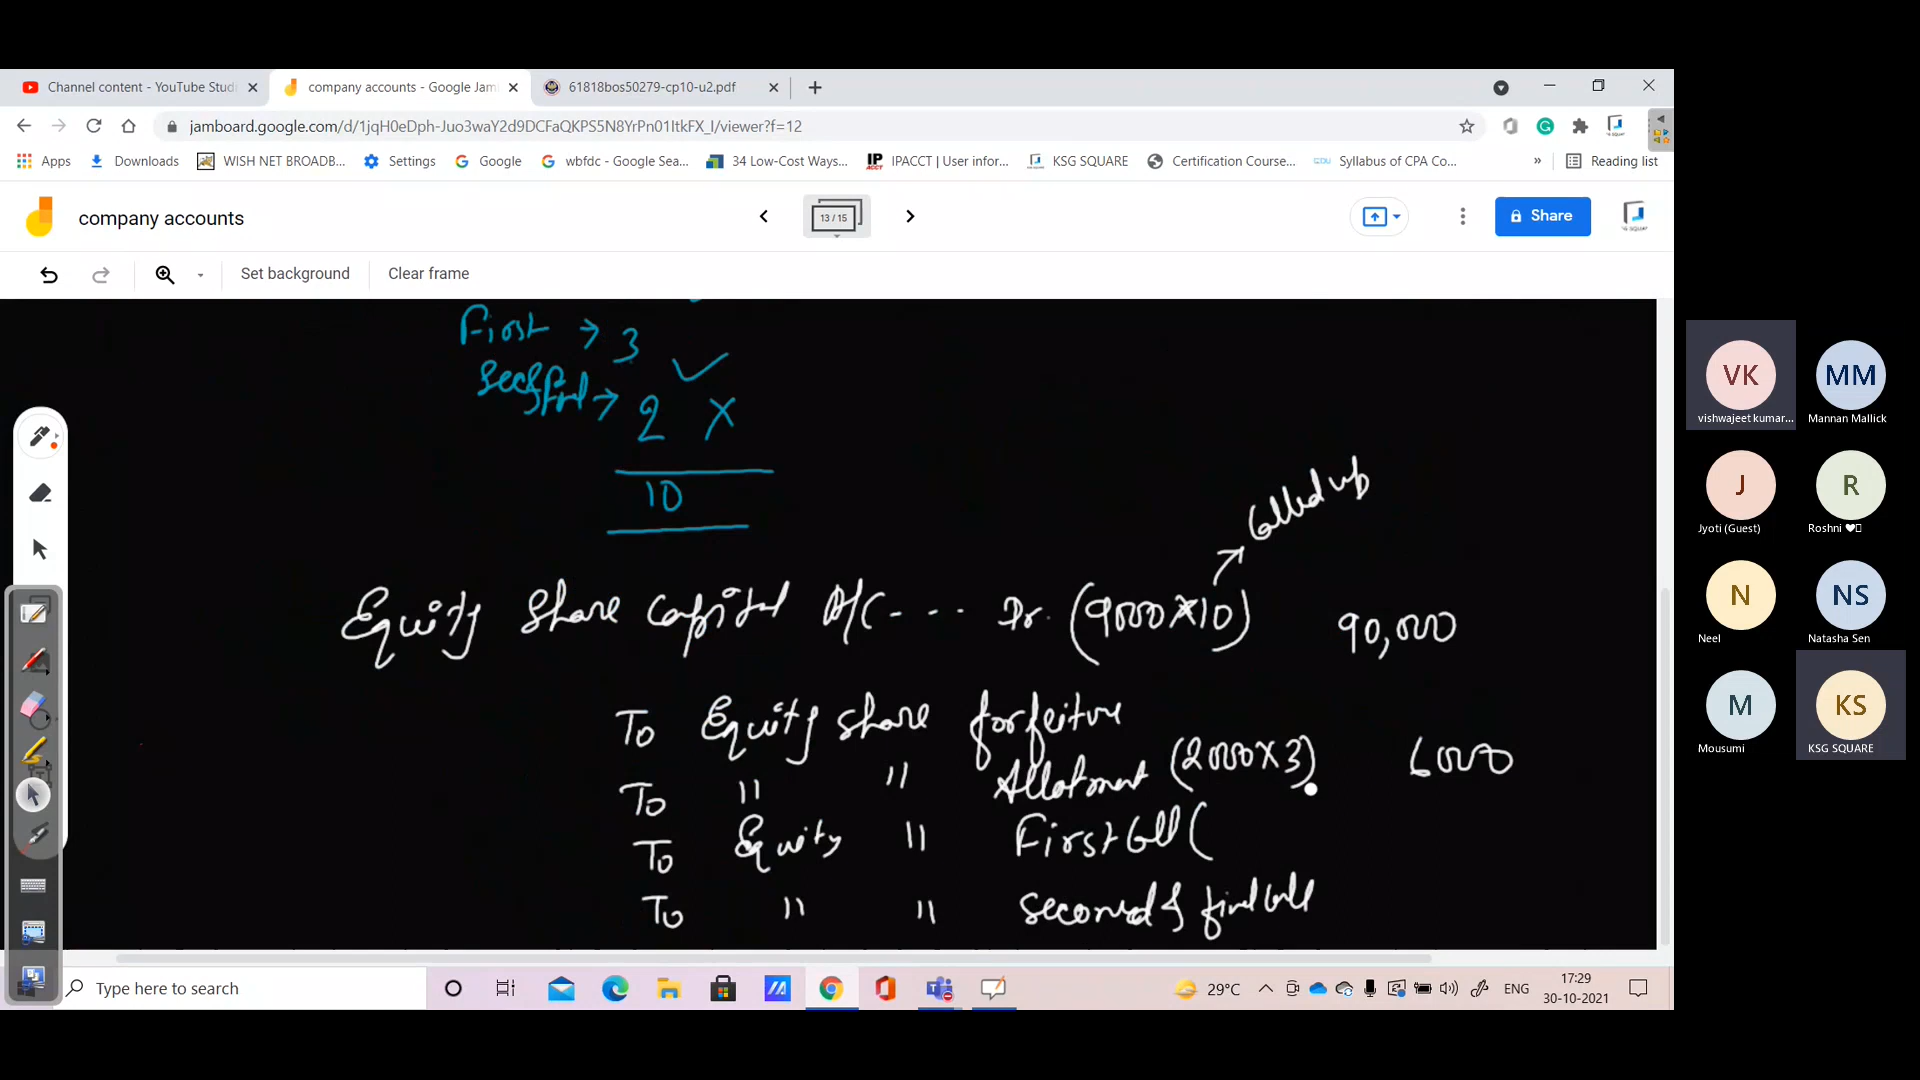 Channel content - YouTube Studi
company accounts - Google Jam
61818bos50279-cp10-u2.pdf
jamboard.google.com/d/1jqH0eDph-Juo3waY2d9DCFaQKPS5N8YrPn01ItkFX_I/viewer?f=12
Apps Downloads WISH NET BROADB... Settings Google wbfdc - Google Sea... 34 Low-Cost Ways... IPACCT | User infor... KSG SQUARE Certification Course... Syllabus of CPA Co... » Reading list
company accounts
13 / 15
Share
Set background Clear frame
First → 3 ✓
Sec & final → 2 X
10
Called up
Equity Share Capital A/C - - - Dr. (9000×10) 90,000
To Equity share forfeiture
To " " Allotment (2000×3) 6000
To Equity " First Call (
To " " Second & final Call
VK
vishwajeet kumar...
MM
Mannan Mallick
J
Jyoti (Guest)
R
Roshni
N
Neel
NS
Natasha Sen
M
Mousumi
KS
KSG SQUARE
Type here to search
29°C
ENG
17:29
30-10-2021